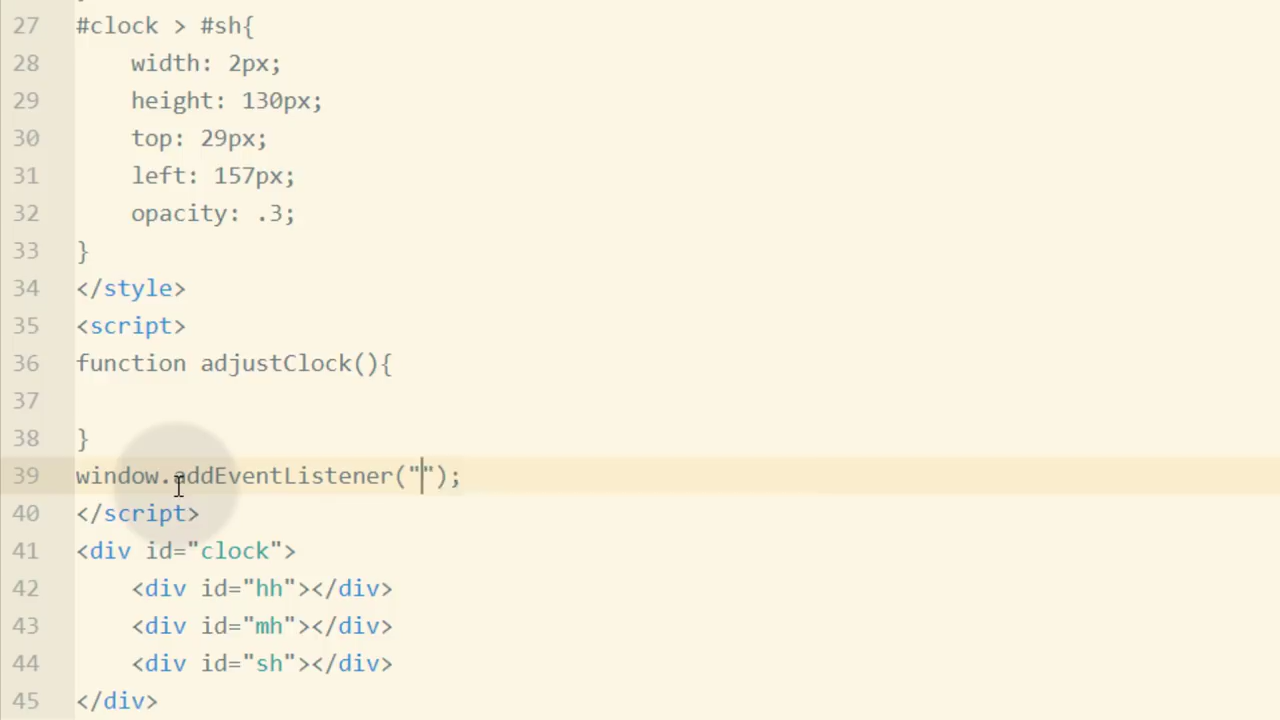 27 #clock > #sh{
28 width: 2px;
29 height: 130px;
30 top: 29px;
31 left: 157px;
32 opacity: .3;
33 }
34 </style>
35 <script>
36 function adjustClock(){
37
38 }
39 window.addEventListener("");
40 </script>
41 <div id="clock">
42 <div id="hh"></div>
43 <div id="mh"></div>
44 <div id="sh"></div>
45 </div>